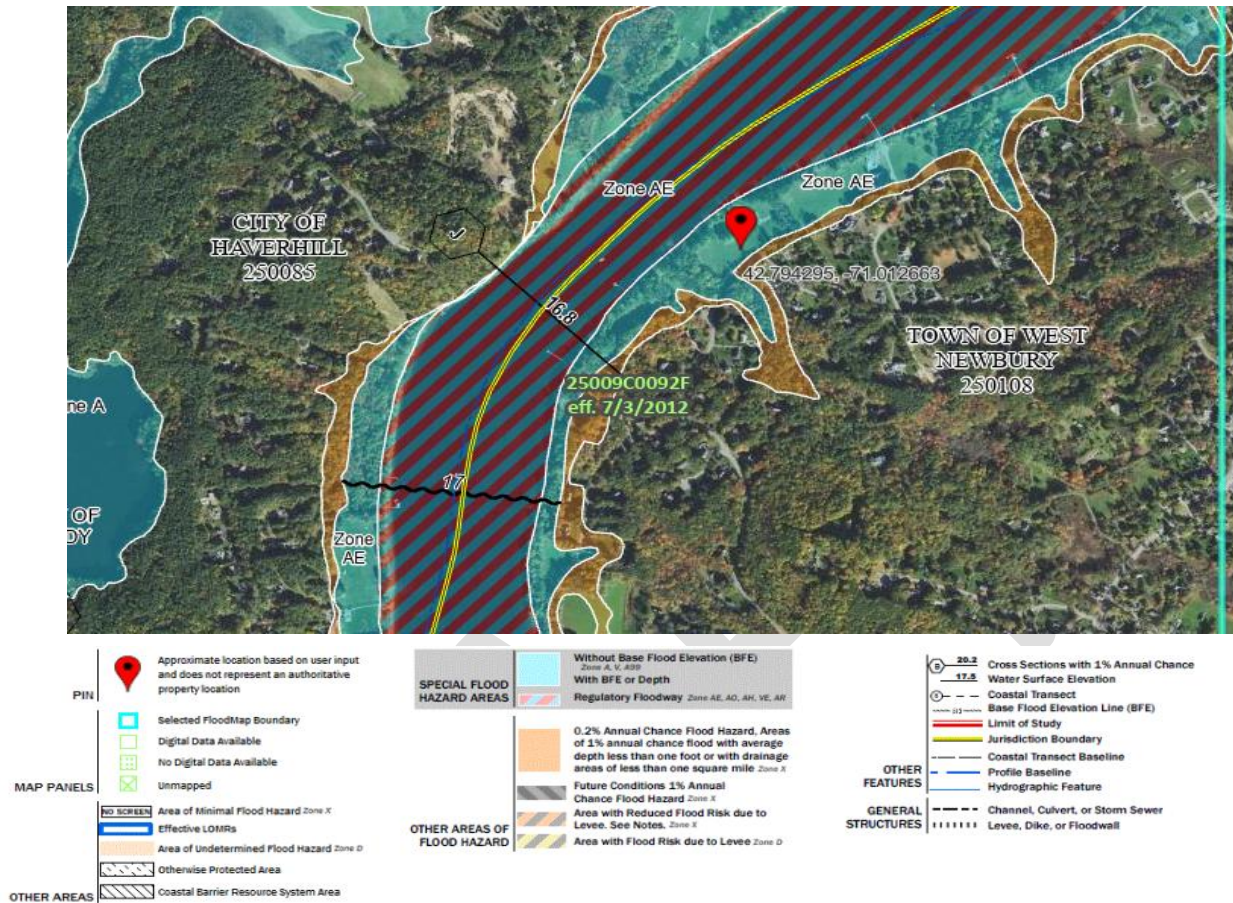 Zone AE
Zone AE
CITY OF
HAVERHILL
250085
J
42.794295, -71.012663
16.8
TOWN OF WEST
NEWBURY
250108
25009C0092F
eff. 7/3/2012
ne A
17
OF
DY
Zone
AE
PIN
Approximate location based on user input
and does not represent an authoritative
property location
MAP PANELS
Selected FloodMap Boundary
Digital Data Available
No Digital Data Available
Unmapped
OTHER AREAS
NO SCREEN Area of Minimal Flood Hazard Zone X
Effective LOMRs
Area of Undetermined Flood Hazard Zone D
Otherwise Protected Area
Coastal Barrier Resource System Area
SPECIAL FLOOD
HAZARD AREAS
Without Base Flood Elevation (BFE)
Zone A, V, A99
With BFE or Depth
Regulatory Floodway Zone AE, AO, AH, VE, AR
OTHER AREAS OF
FLOOD HAZARD
0.2% Annual Chance Flood Hazard, Areas
of 1% annual chance flood with average
depth less than one foot or with drainage
areas of less than one square mile Zone X
Future Conditions 1% Annual
Chance Flood Hazard Zone X
Area with Reduced Flood Risk due to
Levee. See Notes. Zone X
Area with Flood Risk due to Levee Zone D
OTHER
FEATURES
20.2 Cross Sections with 1% Annual Chance
17.5 Water Surface Elevation
Coastal Transect
Base Flood Elevation Line (BFE)
Limit of Study
Jurisdiction Boundary
Coastal Transect Baseline
Profile Baseline
Hydrographic Feature
GENERAL
STRUCTURES
Channel, Culvert, or Storm Sewer
Levee, Dike, or Floodwall